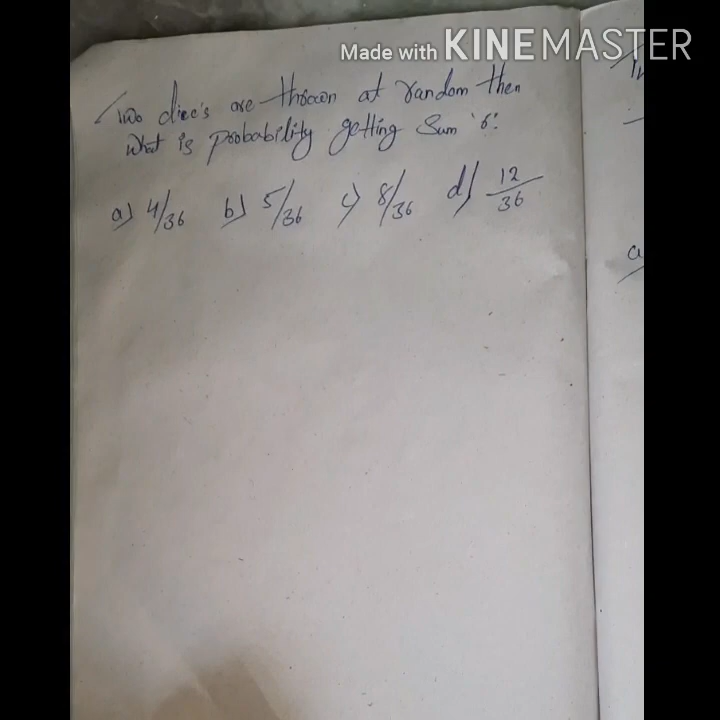 Made with KINEMASTER
Two dice's are thrown at random then
what is probability getting Sum '6'.
a) 4/36 b) 5/36 c) 8/36 d) 12/36